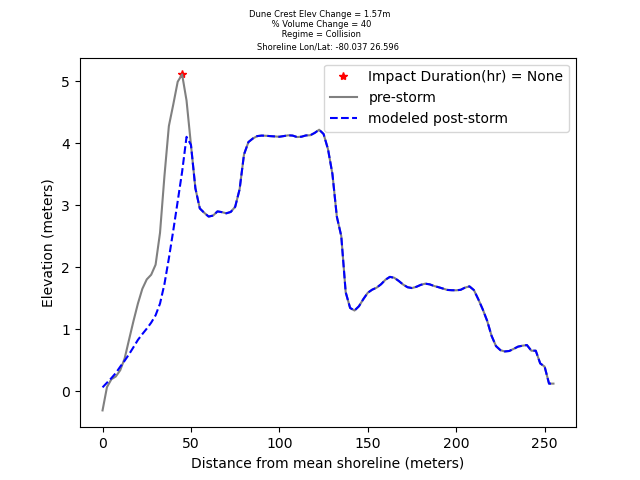 Dune Crest Elev Change = 1.57m
% Volume Change = 40
Regime = Collision
Shoreline Lon/Lat: -80.037 26.596
Impact Duration(hr) = None
pre-storm
modeled post-storm
Elevation (meters)
5
4
3
2
1
0
0 50 100 150 200 250
Distance from mean shoreline (meters)